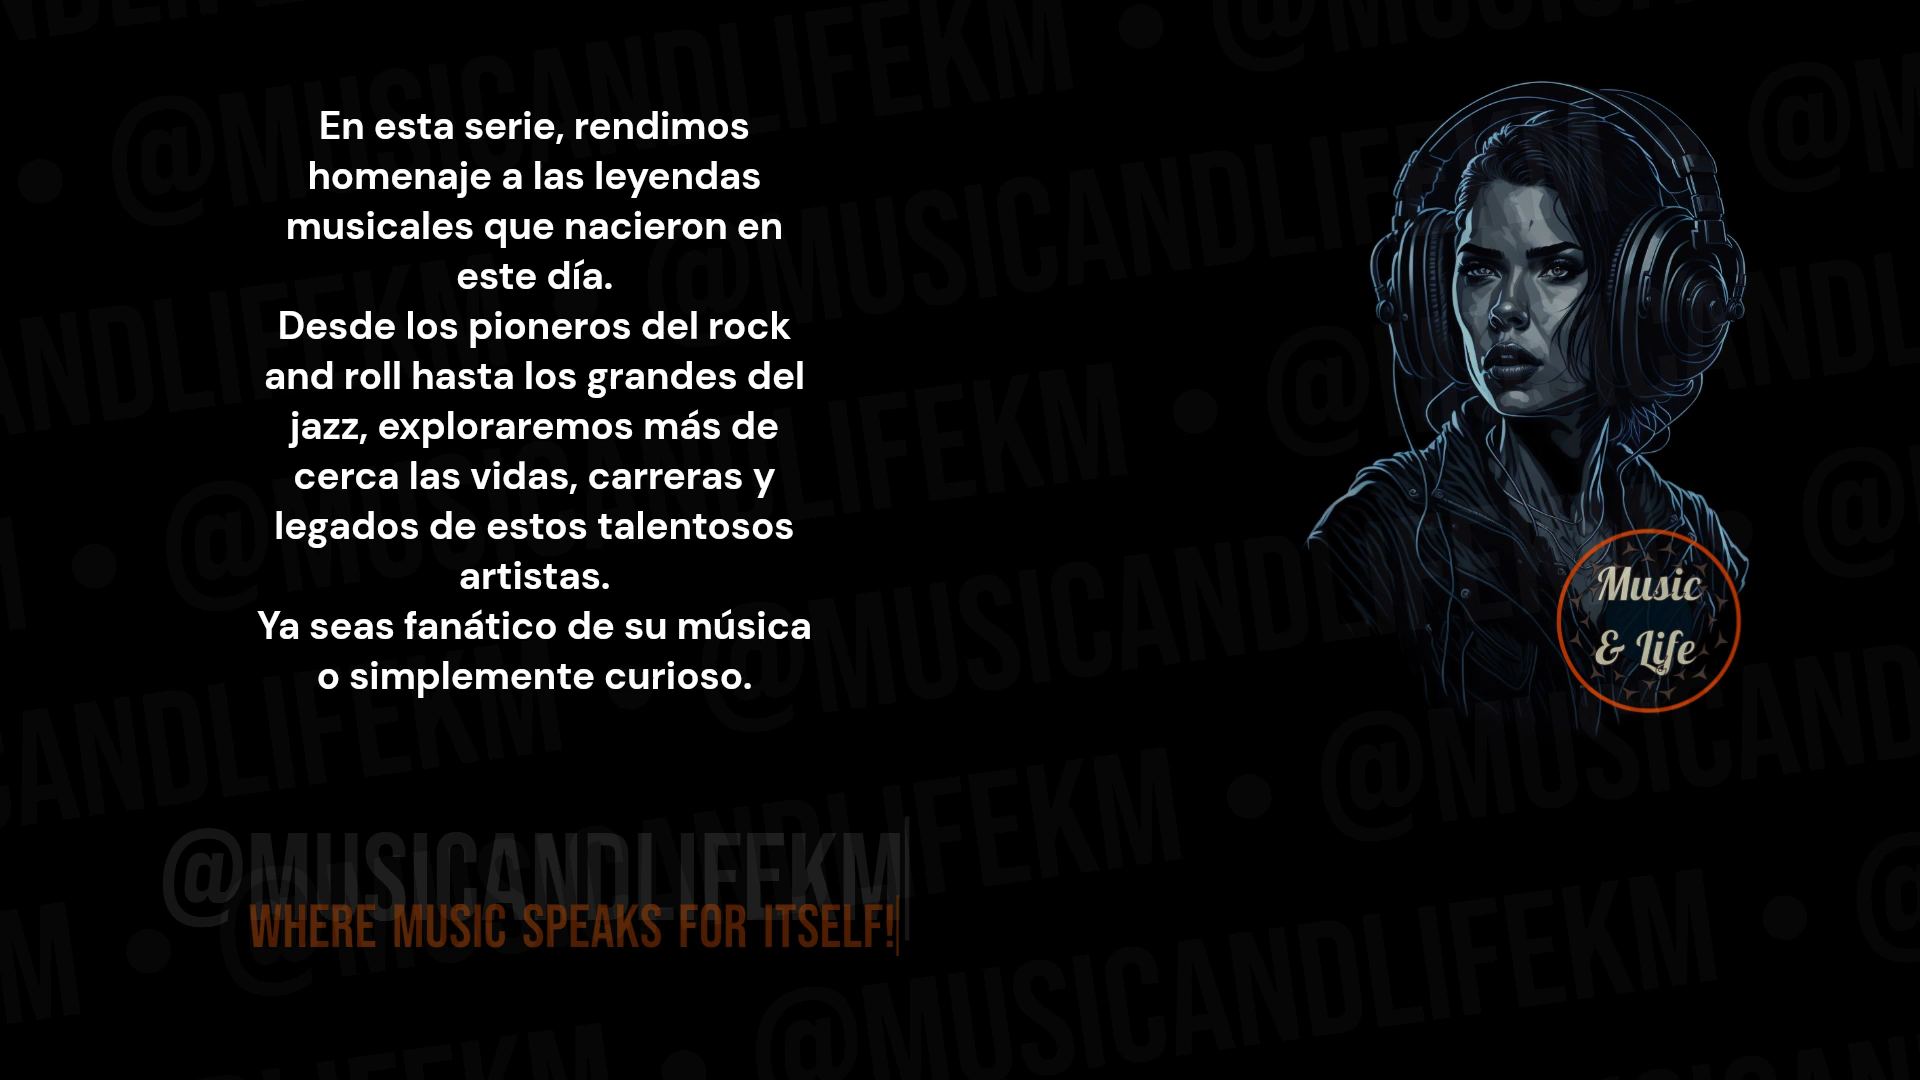 En esta serie, rendimos
homenaje a las leyendas
musicales que nacieron en
este día.
Desde los pioneros del rock
and roll hasta los grandes del
jazz, exploraremos más de
cerca las vidas, carreras y
legados de estos talentosos
artistas.
Ya seas fanático de su música
o simplemente curioso.
Music
& Life
@MUSICANDLIFEKM
WHERE MUSIC SPEAKS FOR ITSELF!